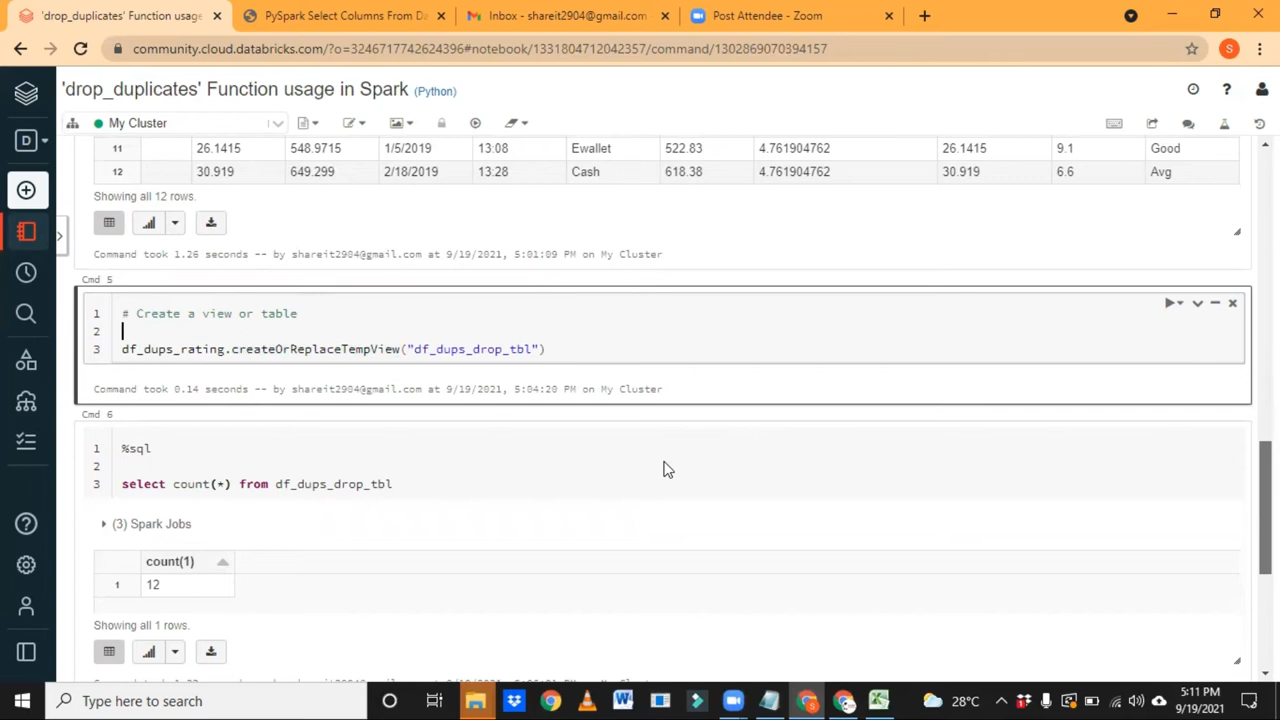 'drop_duplicates' Function usage
PySpark Select Columns From Da
Inbox - shareit2904@gmail.com
Post Attendee - Zoom
community.cloud.databricks.com/?o=3246717742624396#notebook/1331804712042357/command/1302869070394157
S
'drop_duplicates' Function usage in Spark (Python)
D
My Cluster
11 26.1415 548.9715 1/5/2019 13:08 Ewallet 522.83 4.761904762 26.1415 9.1 Good
12 30.919 649.299 2/18/2019 13:28 Cash 618.38 4.761904762 30.919 6.6 Avg
Showing all 12 rows.
Command took 1.26 seconds -- by shareit2904@gmail.com at 9/19/2021, 5:01:09 PM on My Cluster
Cmd 5
1 # Create a view or table
2
3 df_dups_rating.createOrReplaceTempView("df_dups_drop_tbl")
Command took 0.14 seconds -- by shareit2904@gmail.com at 9/19/2021, 5:04:20 PM on My Cluster
Cmd 6
1 %sql
2
3 select count(*) from df_dups_drop_tbl
(3) Spark Jobs
count(1)
1 12
Showing all 1 rows.
Type here to search
28°C
5:11 PM
9/19/2021